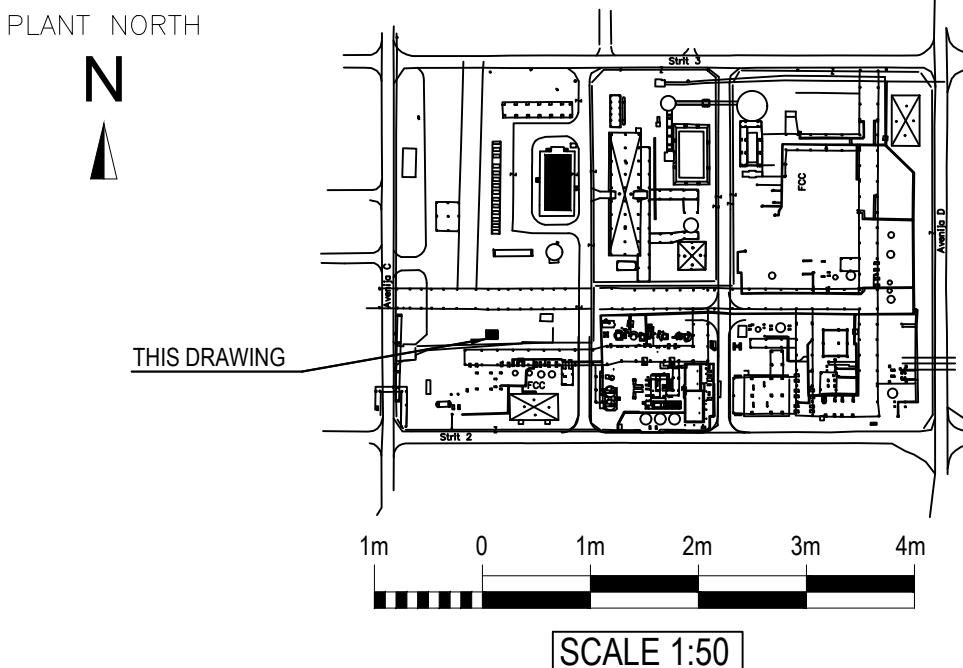 PLANT NORTH
N
Strit 3
FCC
Avenija D
Avenija C
THIS DRAWING
FCC
Strit 2
1m 0 1m 2m 3m 4m
SCALE 1:50